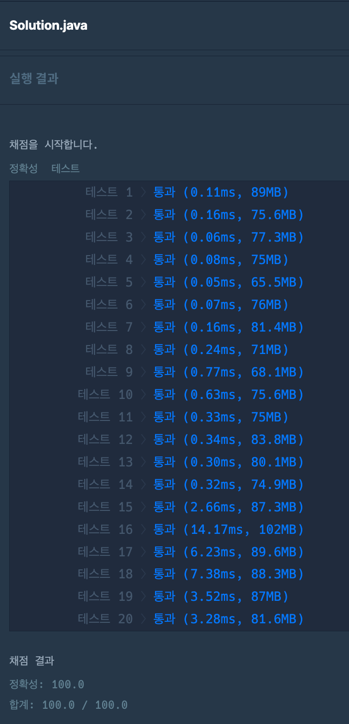 Solution.java
실행 결과
채점을 시작합니다.
정확성 테스트
테스트 1 > 통과 (0.11ms, 89MB)
테스트 2 > 통과 (0.16ms, 75.6MB)
테스트 3 > 통과 (0.06ms, 77.3MB)
테스트 4 > 통과 (0.08ms, 75MB)
테스트 5 > 통과 (0.05ms, 65.5MB)
테스트 6 > 통과 (0.07ms, 76MB)
테스트 7 > 통과 (0.16ms, 81.4MB)
테스트 8 > 통과 (0.24ms, 71MB)
테스트 9 > 통과 (0.77ms, 68.1MB)
테스트 10 > 통과 (0.63ms, 75.6MB)
테스트 11 > 통과 (0.33ms, 75MB)
테스트 12 > 통과 (0.34ms, 83.8MB)
테스트 13 > 통과 (0.30ms, 80.1MB)
테스트 14 > 통과 (0.32ms, 74.9MB)
테스트 15 > 통과 (2.66ms, 87.3MB)
테스트 16 > 통과 (14.17ms, 102MB)
테스트 17 > 통과 (6.23ms, 89.6MB)
테스트 18 > 통과 (7.38ms, 88.3MB)
테스트 19 > 통과 (3.52ms, 87MB)
테스트 20 > 통과 (3.28ms, 81.6MB)
채점 결과
정확성: 100.0
합계: 100.0 / 100.0